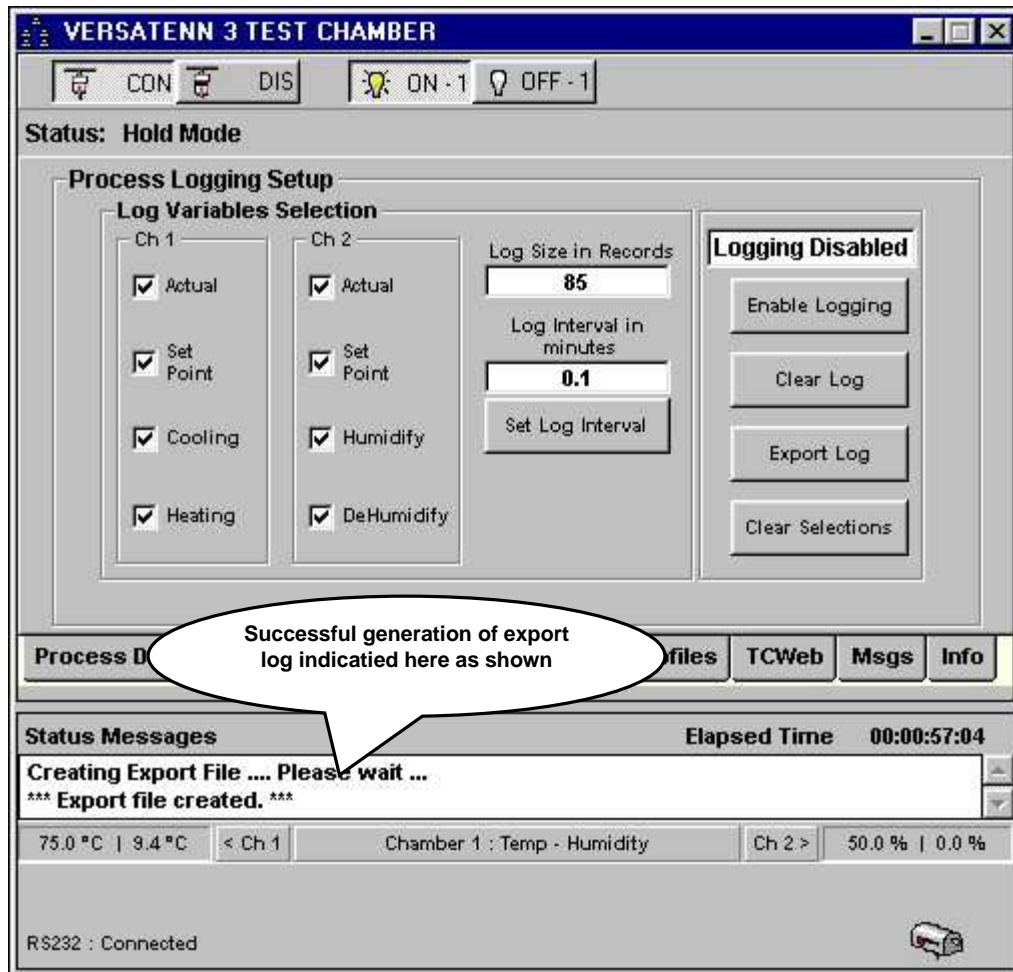 VERSATENN 3 TEST CHAMBER
CON DIS ON - 1 OFF - 1
Status: Hold Mode
Process Logging Setup
Log Variables Selection
Ch 1
Actual
Set
Point
Cooling
Heating
Ch 2
Actual
Set
Point
Humidify
DeHumidify
Log Size in Records
85
Log Interval in
minutes
0.1
Set Log Interval
Logging Disabled
Enable Logging
Clear Log
Export Log
Clear Selections
Successful generation of export
log indicatied here as shown
Process TCWeb Msgs Info
Status Messages Elapsed Time 00:00:57:04
Creating Export File .... Please wait ...
*** Export file created. ***
75.0 °C | 9.4 °C < Ch 1 Chamber 1 : Temp - Humidity Ch 2 > 50.0 % | 0.0 %
RS232 : Connected